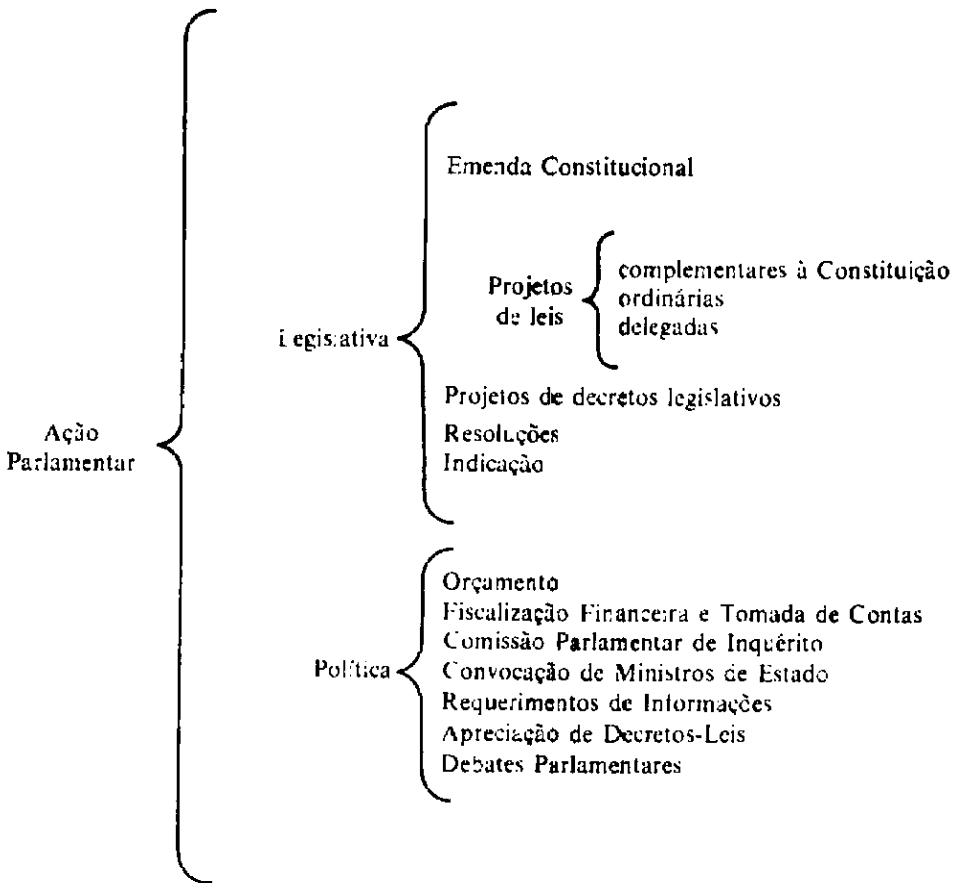 Ação
Parlamentar
Legislativa
Emenda Constitucional
Projetos
de leis
complementares à Constituição
ordinárias
delegadas
Projetos de decretos legislativos
Resoluções
Indicação
Política
Orçamento
Fiscalização Financeira e Tomada de Contas
Comissão Parlamentar de Inquérito
Convocação de Ministros de Estado
Requerimentos de Informações
Apreciação de Decretos-Leis
Debates Parlamentares